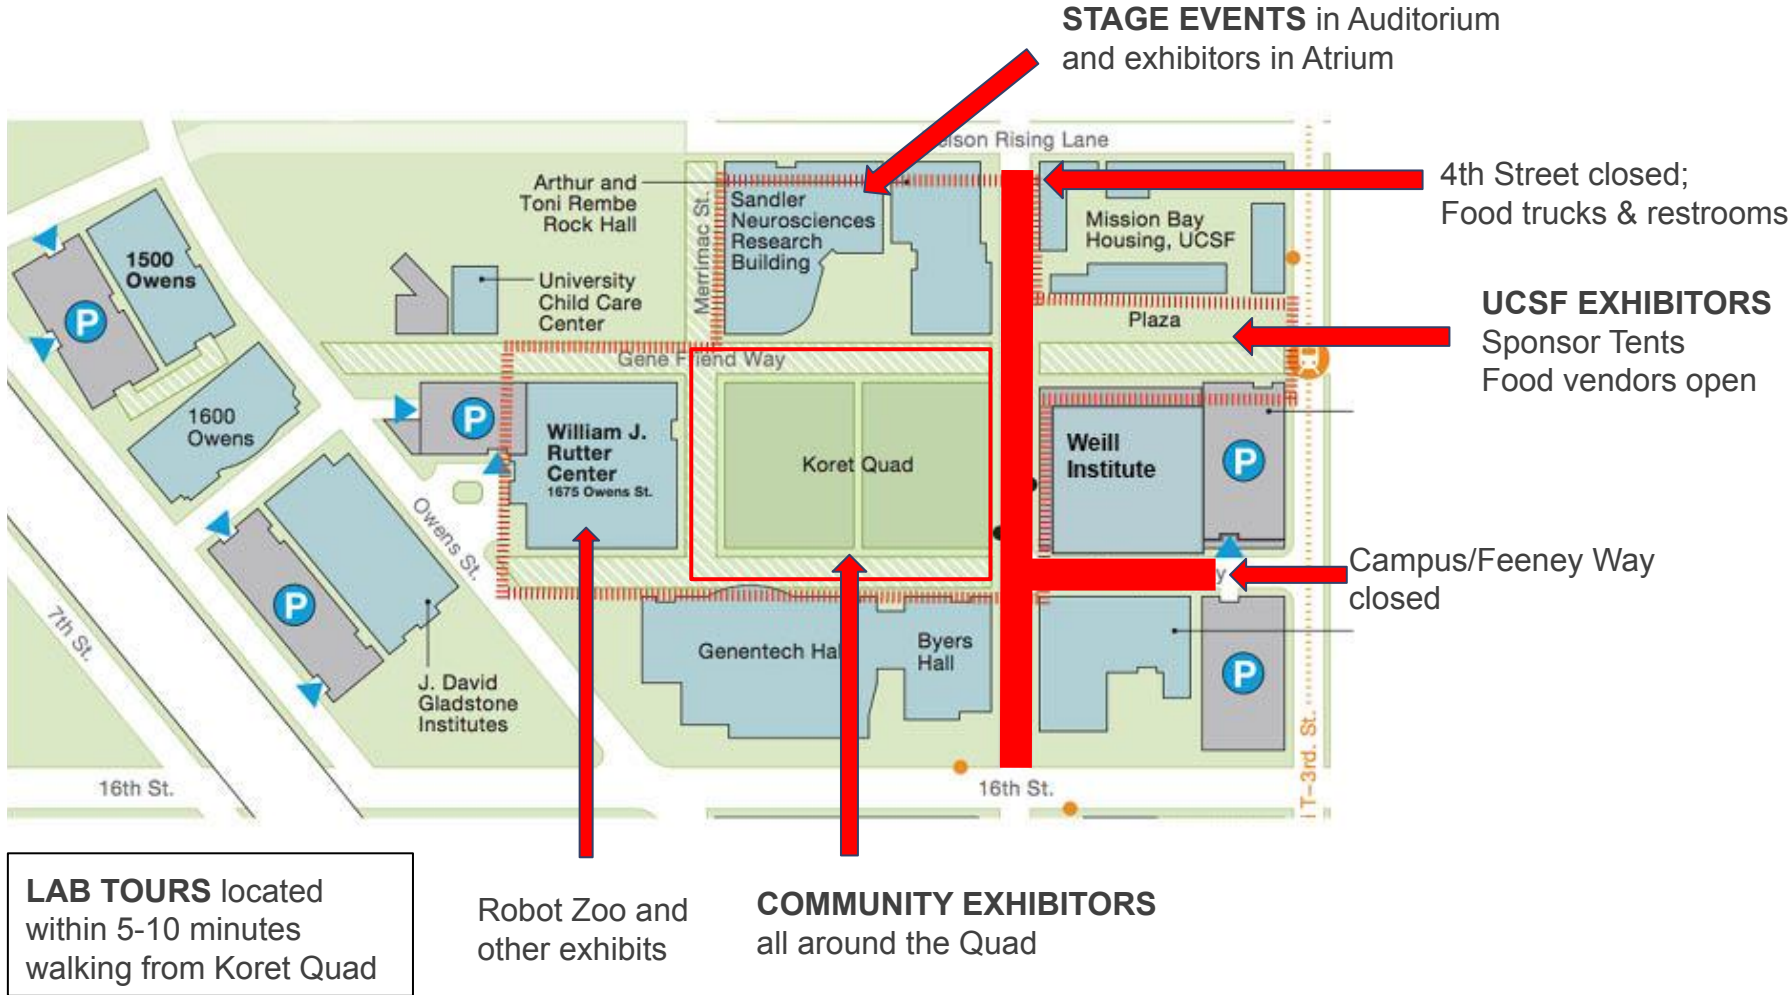 STAGE EVENTS in Auditorium
and exhibitors in Atrium
Rising Lane
4th Street closed;
Food trucks & restrooms
Arthur and
Toni Rembe
Rock Hall
Merrimac St.
Sandler
Neurosciences
Research
Building
Mission Bay
Housing, UCSF
1500
Owens
P
University
Child Care
Center
UCSF EXHIBITORS
Sponsor Tents
Food vendors open
Plaza
Gene Friend Way
1600
Owens
P
William J.
Rutter
Center
1675 Owens St.
Koret Quad
Weill
Institute
P
Owens St.
Campus/Feeney Way
closed
y
P
7th St.
J. David
Gladstone
Institutes
Genentech Hal
Byers
Hall
P
T-3rd. St.
16th St.
16th St.
LAB TOURS located
within 5-10 minutes
walking from Koret Quad
Robot Zoo and
other exhibits
COMMUNITY EXHIBITORS
all around the Quad